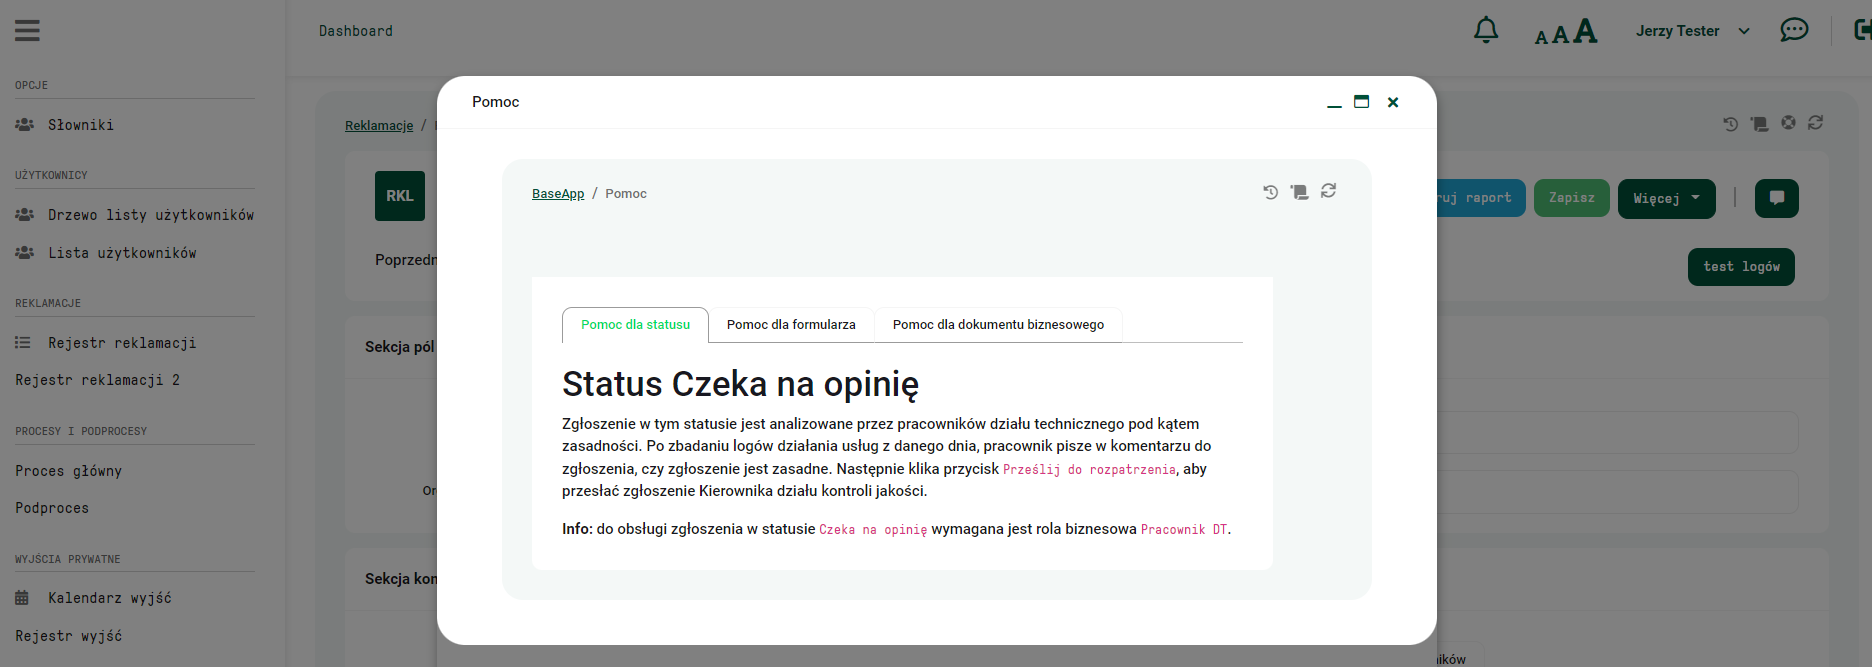 Dashboard
A A A
Jerzy Tester
OPCJE
Słowniki
UŻYTKOWNICY
Drzewo listy użytkowników
Lista użytkowników
REKLAMACJE
Rejestr reklamacji
Rejestr reklamacji 2
PROCESY I PODPROCESY
Proces główny
Podproces
WYJŚCIA PRYWATNE
Kalendarz wyjść
Rejestr wyjść
Reklamacje /
RKL
ruj raport
Zapisz
Więcej
Poprzedn
test logów
Sekcja pól
Or
Sekcja kon
ików
Pomoc
BaseApp / Pomoc
Pomoc dla statusu
Pomoc dla formularza
Pomoc dla dokumentu biznesowego
Status Czeka na opinię
Zgłoszenie w tym statusie jest analizowane przez pracowników działu technicznego pod kątem
zasadności. Po zbadaniu logów działania usług z danego dnia, pracownik pisze w komentarzu do
zgłoszenia, czy zgłoszenie jest zasadne. Następnie klika przycisk Prześlij do rozpatrzenia, aby
przesłać zgłoszenie Kierownika działu kontroli jakości.
Info: do obsługi zgłoszenia w statusie Czeka na opinię wymagana jest rola biznesowa Pracownik DT.